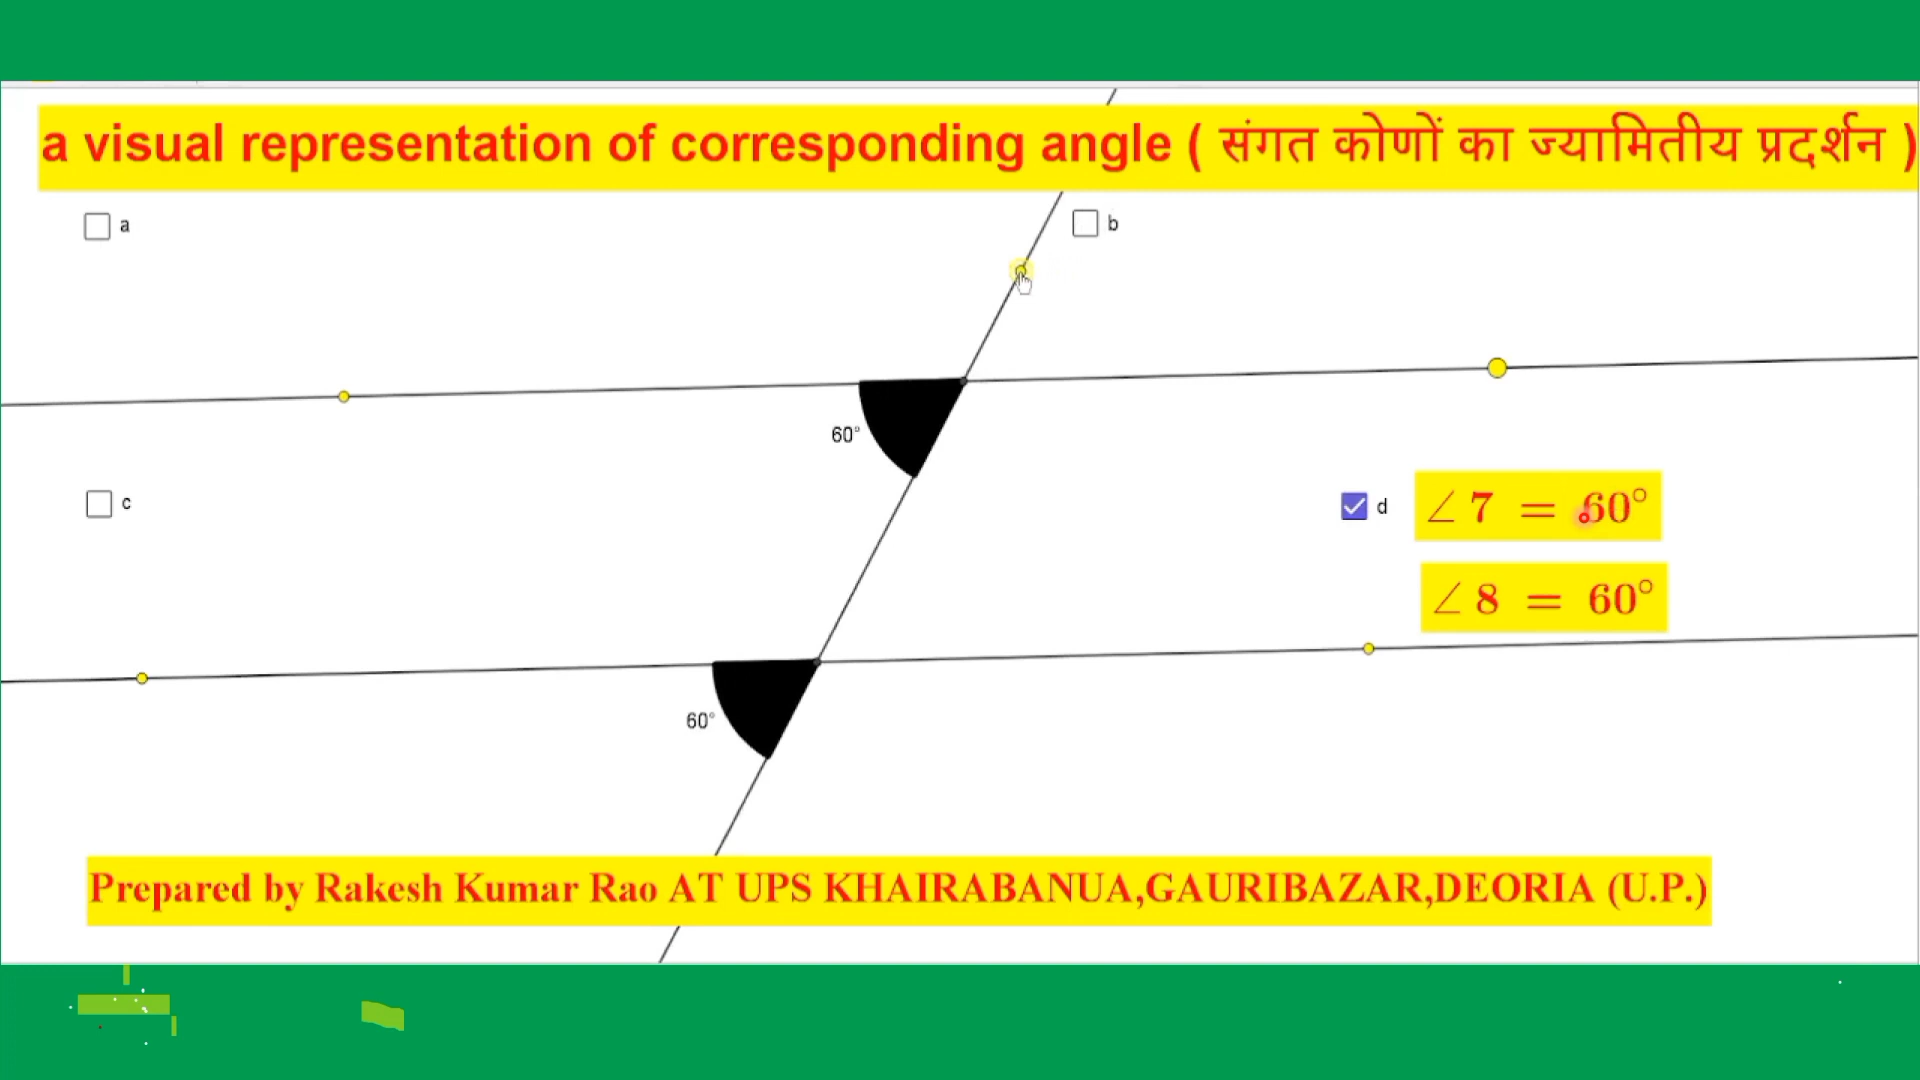 a visual representation of corresponding angle ( संगत कोणों का ज्यामितीय प्रदर्शन )
a
b
60°
c
d
∠ 7 = 60°
∠ 8 = 60°
60°
Prepared by Rakesh Kumar Rao AT UPS KHAIRABANUA,GAURIBAZAR,DEORIA (U.P.)